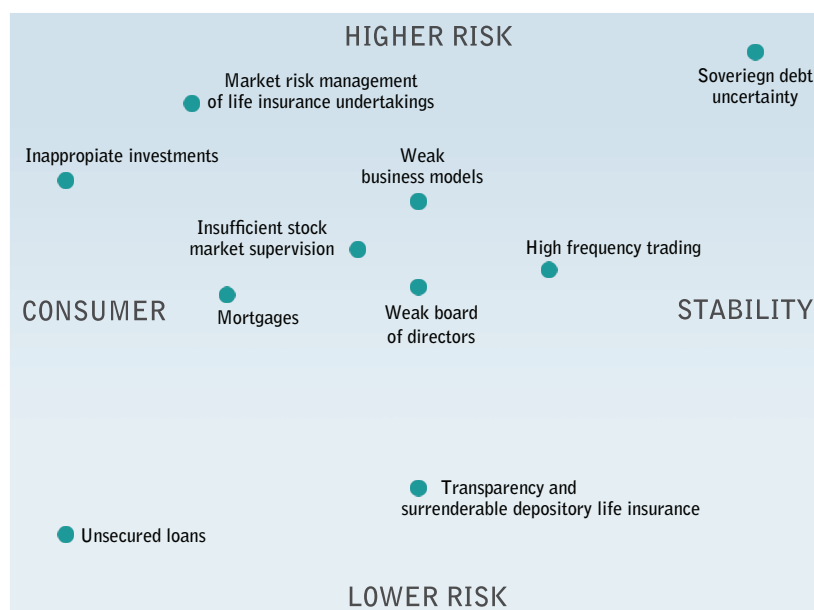 HIGHER RISK
Soveriegn debt
uncertainty
Market risk management
of life insurance undertakings
Inappropiate investments
Weak
business models
Insufficient stock
market supervision
High frequency trading
CONSUMER
Mortgages
Weak board
of directors
STABILITY
Transparency and
surrenderable depository life insurance
Unsecured loans
LOWER RISK